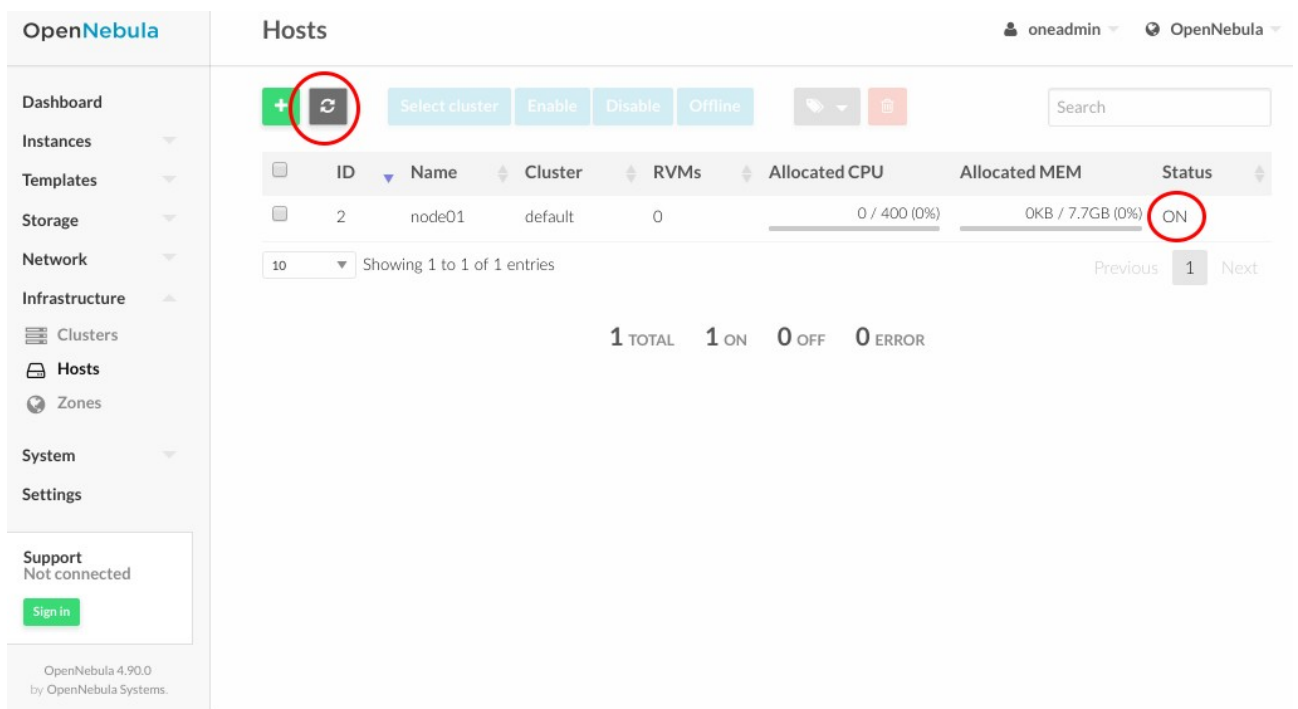 OpenNebula
Hosts
oneadmin
OpenNebula
Dashboard
Instances
Templates
Storage
Network
Infrastructure
Clusters
Hosts
Zones
System
Settings
Support
Not connected
Sign in
OpenNebula 4.90.0
by OpenNebula Systems.
+
Select cluster Enable Disable Offline
Search
ID Name Cluster RVMs Allocated CPU Allocated MEM Status
2 node01 default 0 0 / 400 (0%) 0KB / 7.7GB (0%) ON
10 Showing 1 to 1 of 1 entries
Previous 1 Next
1 TOTAL 1 ON 0 OFF 0 ERROR